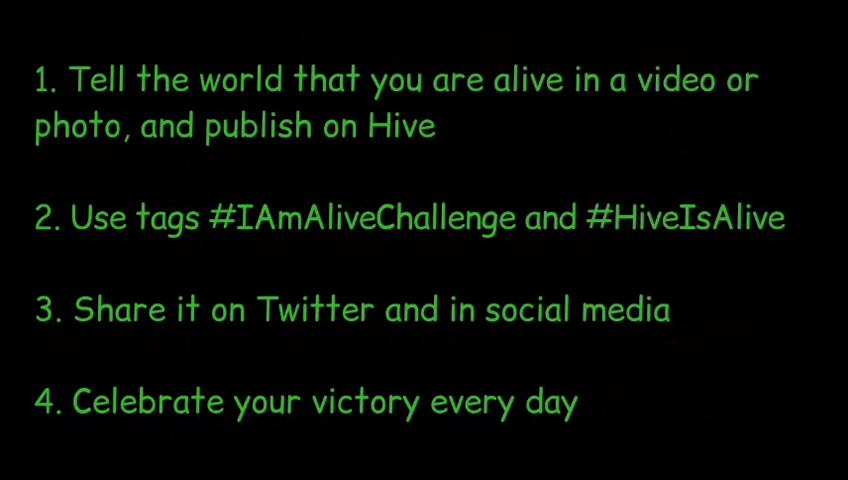 1. Tell the world that you are alive in a video or
photo, and publish on Hive
2. Use tags #IAmAliveChallenge and #HiveIsAlive
3. Share it on Twitter and in social media
4. Celebrate your victory every day